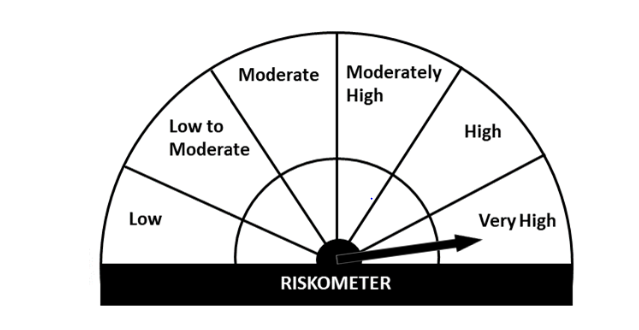 Moderate
Moderately
High
Low to
Moderate
High
Low
Very High
RISKOMETER